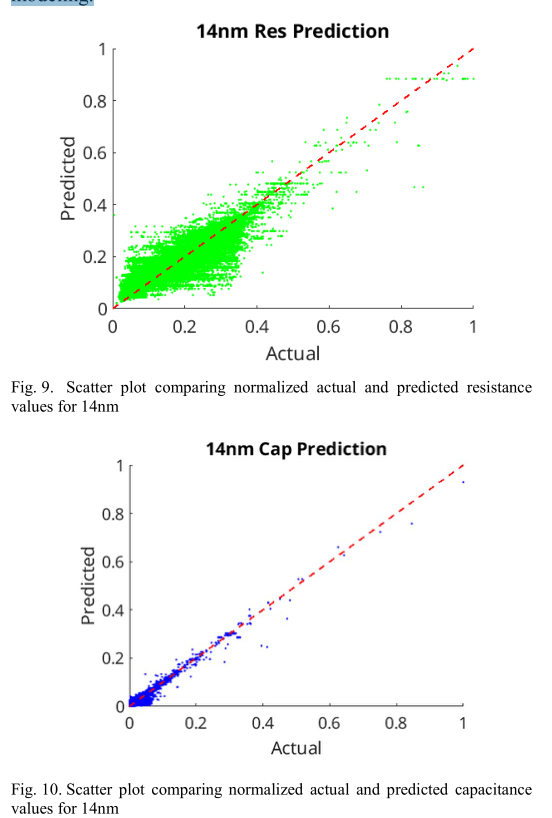 modeling.
14nm Res Prediction
1
0.8
0.6
0.4
0.2
0
Predicted
0 0.2 0.4 0.6 0.8 1
Actual
Fig. 9. Scatter plot comparing normalized actual and predicted resistance
values for 14nm
14nm Cap Prediction
1
0.8
0.6
0.4
0.2
0
Predicted
0 0.2 0.4 0.6 0.8 1
Actual
Fig. 10. Scatter plot comparing normalized actual and predicted capacitance
values for 14nm